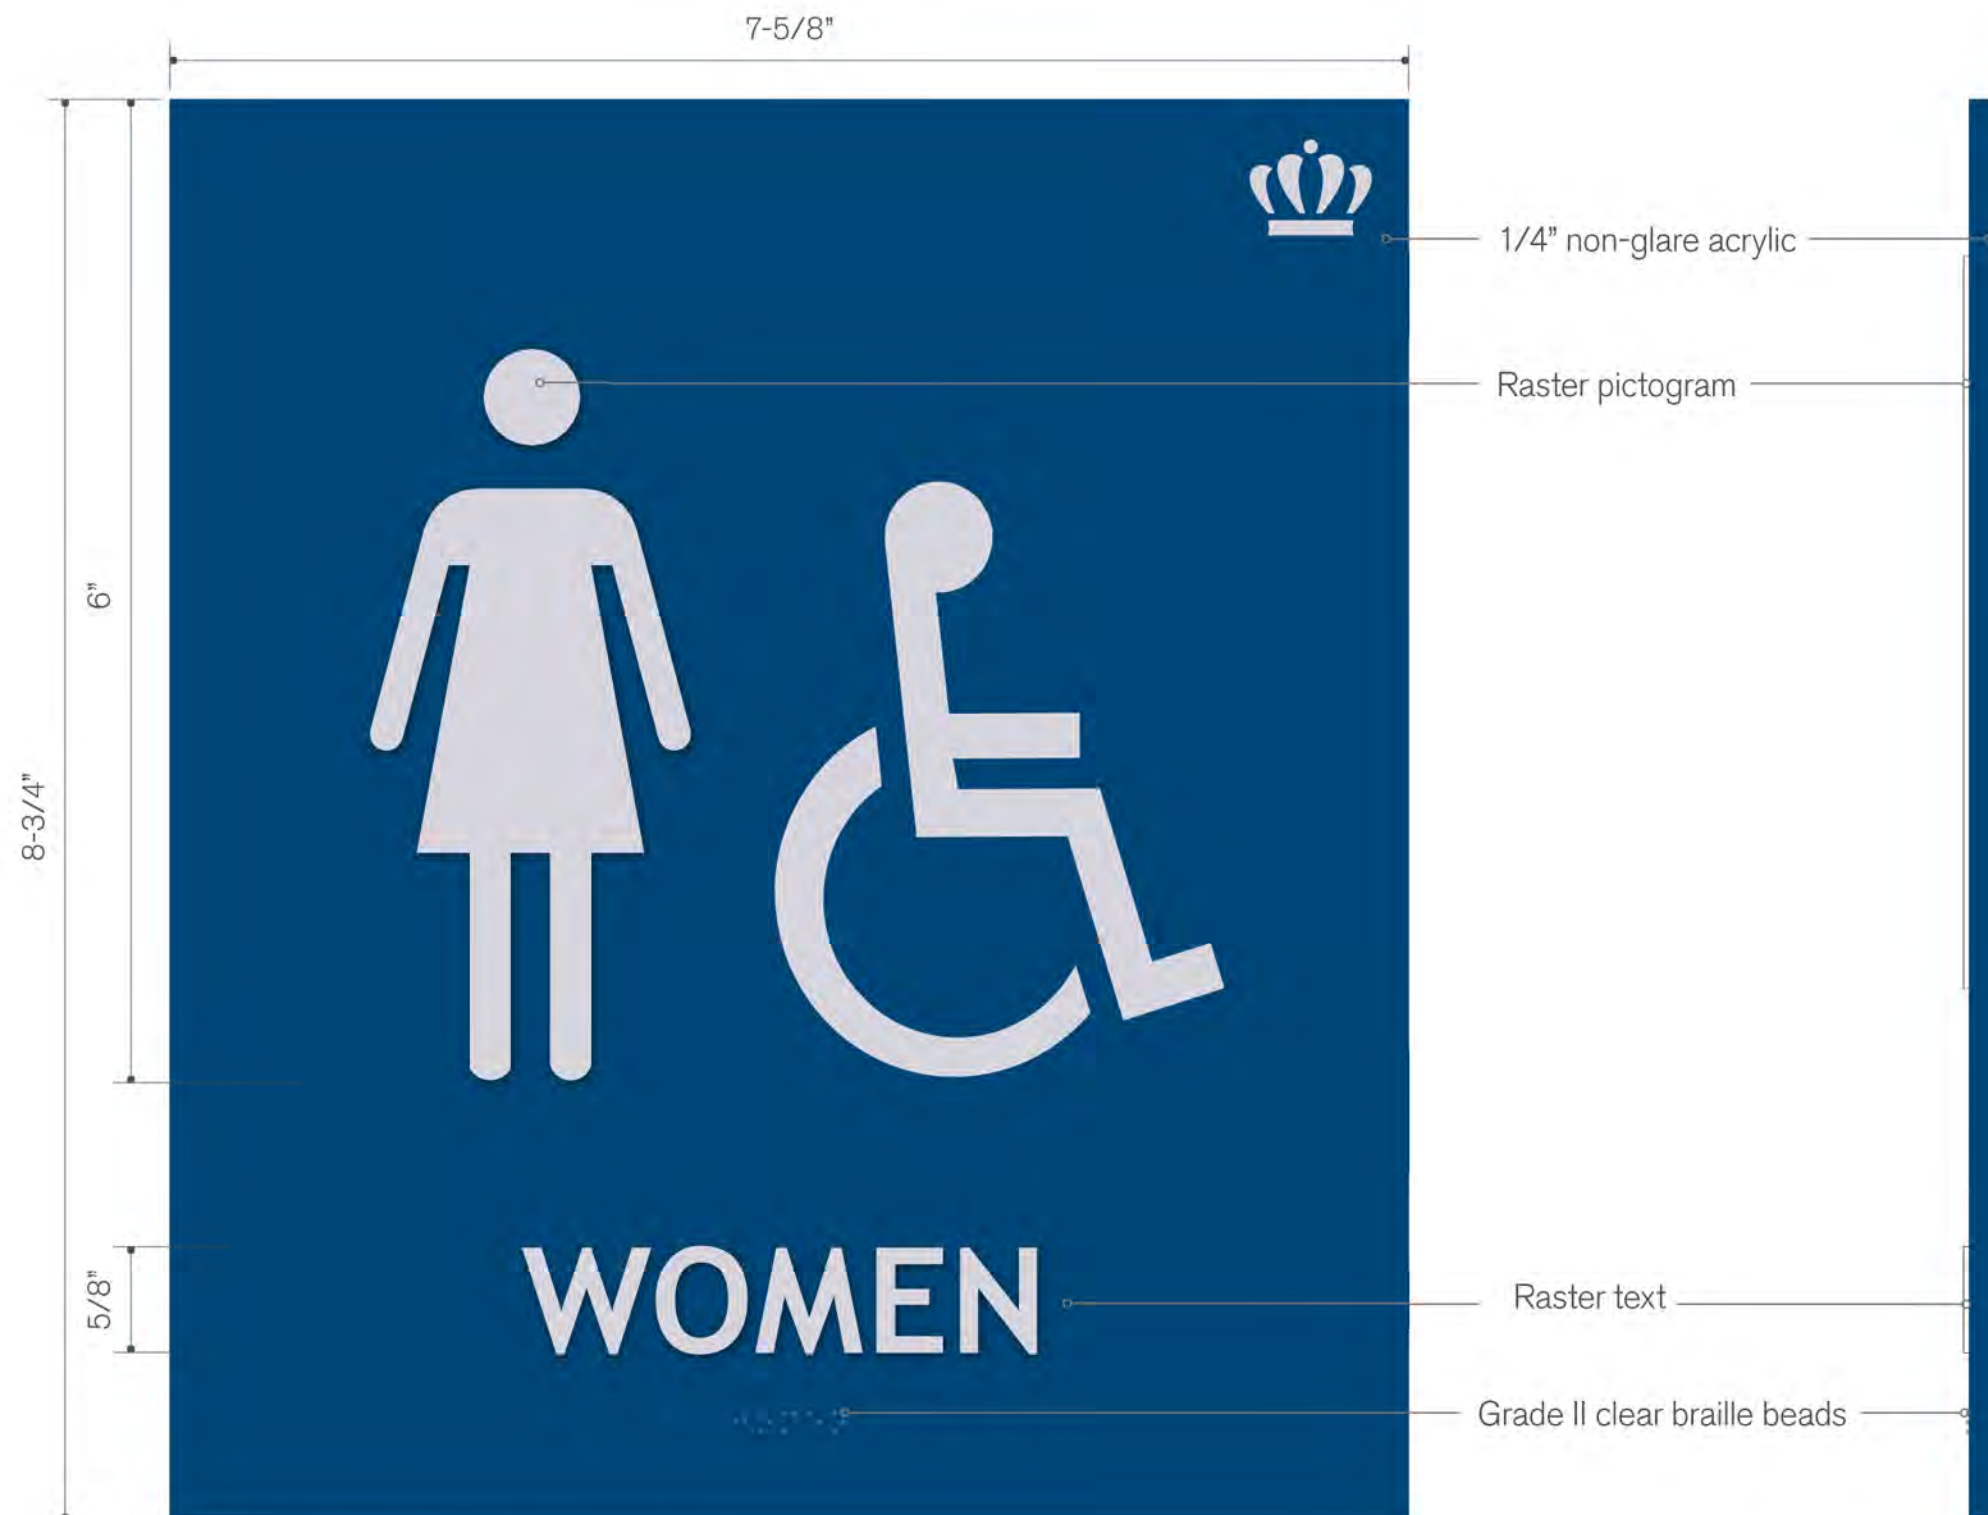 7-5/8"
1/4" non-glare acrylic
Raster pictogram
6"
8-3/4"
WOMEN
5/8"
Raster text
Grade II clear braille beads